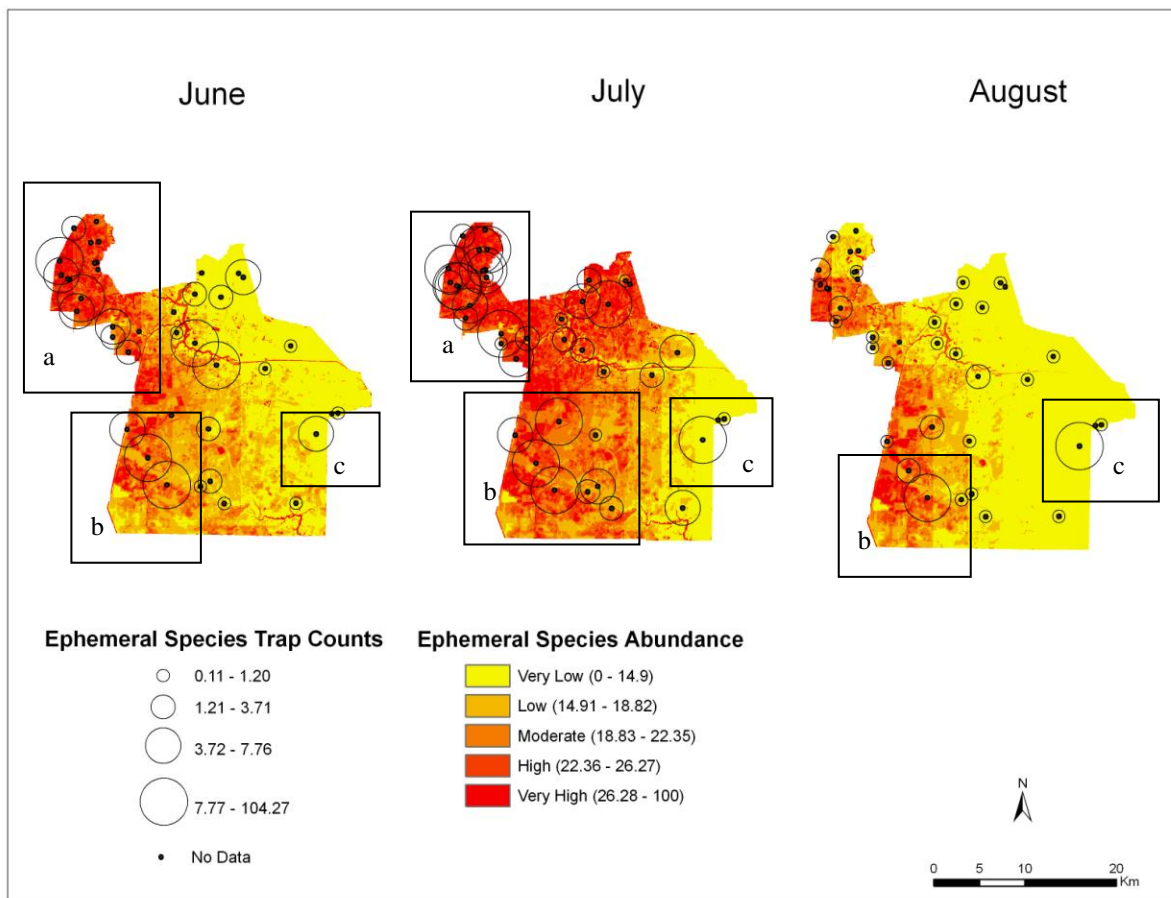 June
July
August
a
b
c
a
b
c
b
c
Ephemeral Species Trap Counts
0.11 - 1.20
1.21 - 3.71
3.72 - 7.76
7.77 - 104.27
No Data
Ephemeral Species Abundance
Very Low (0 - 14.9)
Low (14.91 - 18.82)
Moderate (18.83 - 22.35)
High (22.36 - 26.27)
Very High (26.28 - 100)
N
0 5 10 20
Km